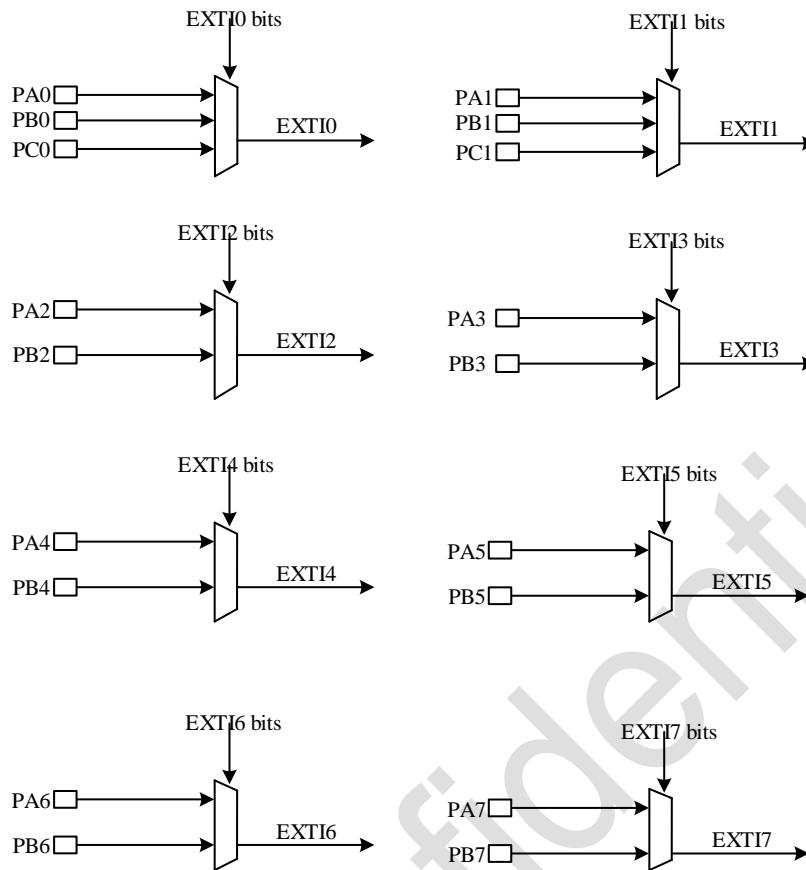 EXTI0 bits
PA0
PB0
PC0
EXTI0
EXTI1 bits
PA1
PB1
PC1
EXTI1
EXTI2 bits
PA2
PB2
EXTI2
EXTI3 bits
PA3
PB3
EXTI3
EXTI4 bits
PA4
PB4
EXTI4
EXTI5 bits
PA5
PB5
EXTI5
EXTI6 bits
PA6
PB6
EXTI6
EXTI7 bits
PA7
PB7
EXTI7
fidenti